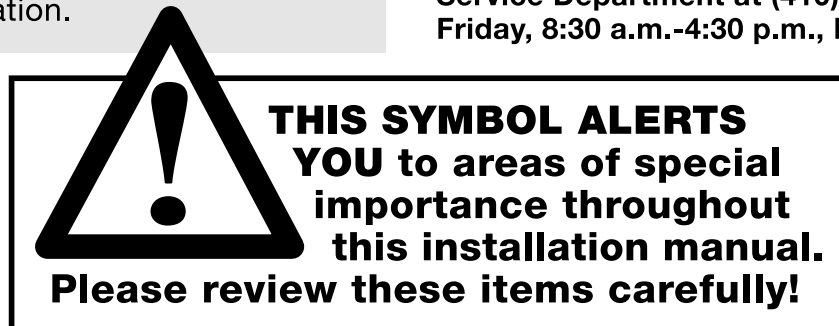 ation.
Service Department at (410)
Friday, 8:30 a.m.-4:30 p.m.,
THIS SYMBOL ALERTS
YOU to areas of special
importance throughout
this installation manual.
Please review these items carefully!